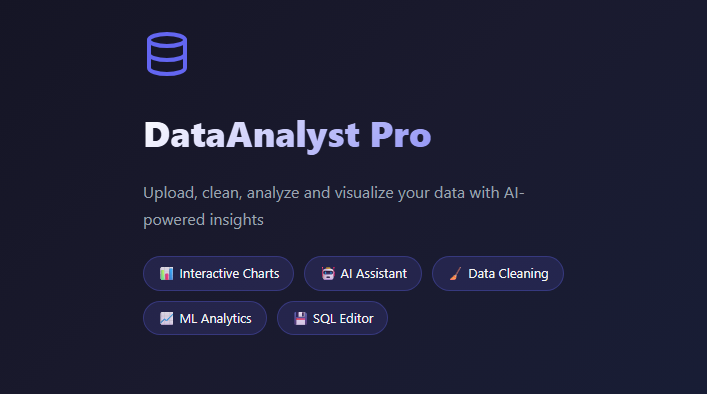 DataAnalyst Pro
Upload, clean, analyze and visualize your data with AI-
powered insights
Interactive Charts
AI Assistant
Data Cleaning
ML Analytics
SQL Editor